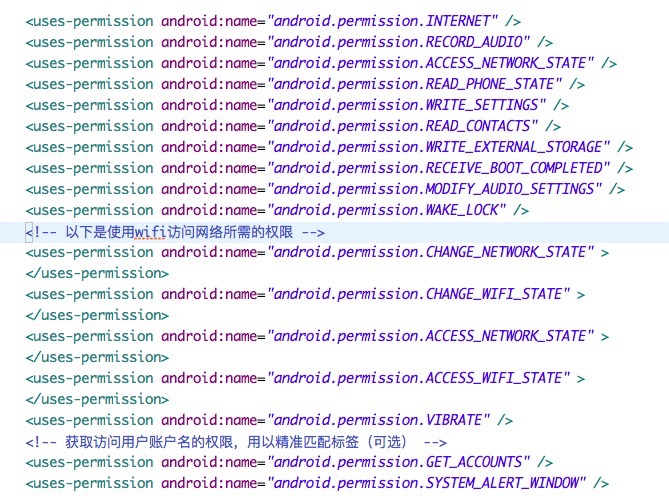 <uses-permission android:name="android.permission.INTERNET" />
<uses-permission android:name="android.permission.RECORD_AUDIO" />
<uses-permission android:name="android.permission.ACCESS_NETWORK_STATE" />
<uses-permission android:name="android.permission.READ_PHONE_STATE" />
<uses-permission android:name="android.permission.WRITE_SETTINGS" />
<uses-permission android:name="android.permission.READ_CONTACTS" />
<uses-permission android:name="android.permission.WRITE_EXTERNAL_STORAGE" />
<uses-permission android:name="android.permission.RECEIVE_BOOT_COMPLETED" />
<uses-permission android:name="android.permission.MODIFY_AUDIO_SETTINGS" />
<uses-permission android:name="android.permission.WAKE_LOCK" />
<!-- 以下是使用wifi访问网络所需的权限 -->
<uses-permission android:name="android.permission.CHANGE_NETWORK_STATE" >
</uses-permission>
<uses-permission android:name="android.permission.CHANGE_WIFI_STATE" >
</uses-permission>
<uses-permission android:name="android.permission.ACCESS_NETWORK_STATE" >
</uses-permission>
<uses-permission android:name="android.permission.ACCESS_WIFI_STATE" >
</uses-permission>
<uses-permission android:name="android.permission.VIBRATE" />
<!-- 获取访问用户账户名的权限，用以精准匹配标签（可选） -->
<uses-permission android:name="android.permission.GET_ACCOUNTS" />
<uses-permission android:name="android.permission.SYSTEM_ALERT_WINDOW" />